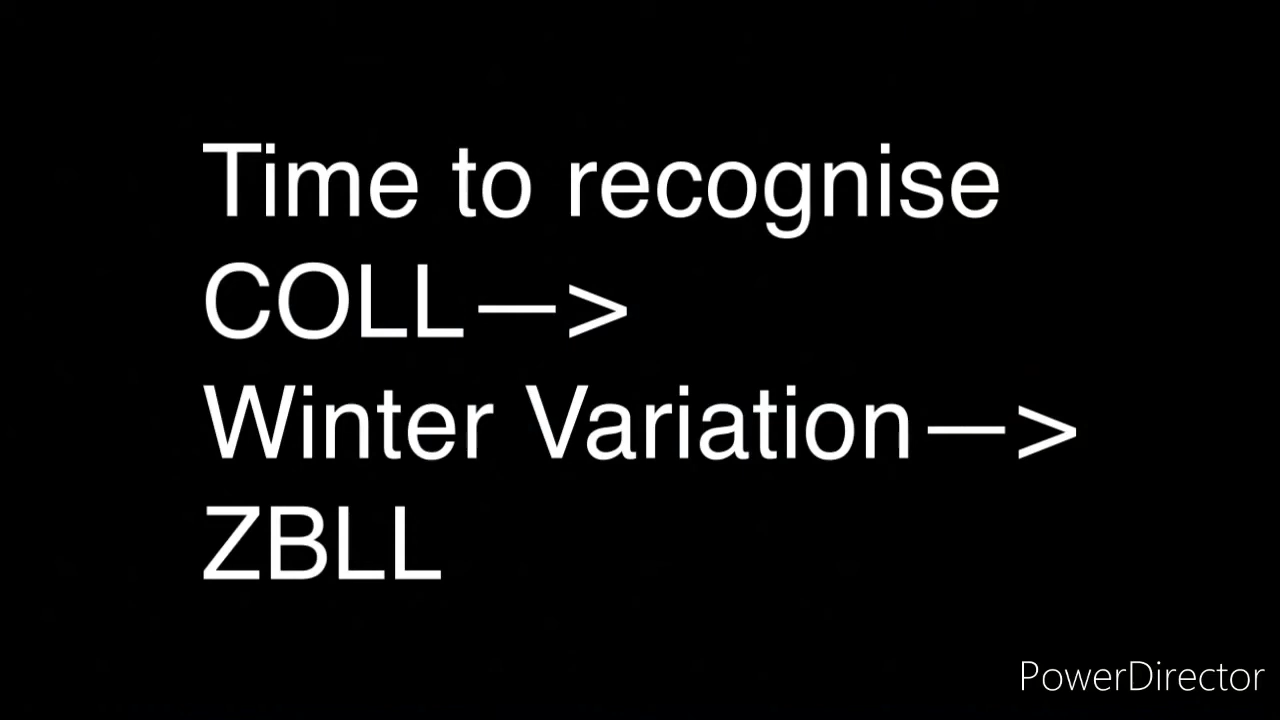 Time to recognise
COLL—>
Winter Variation—>
ZBLL
PowerDirector